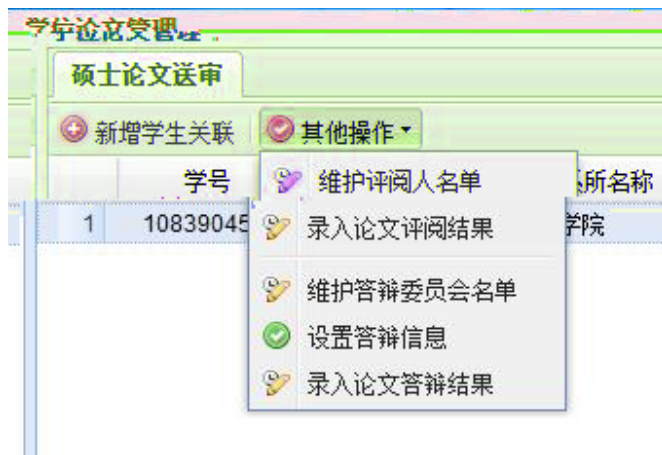 学位论文管理
硕士论文送审
新增学生关联 其他操作
学号 所名称
1 10839045 学院
维护评阅人名单
录入论文评阅结果
维护答辩委员会名单
设置答辩信息
录入论文答辩结果